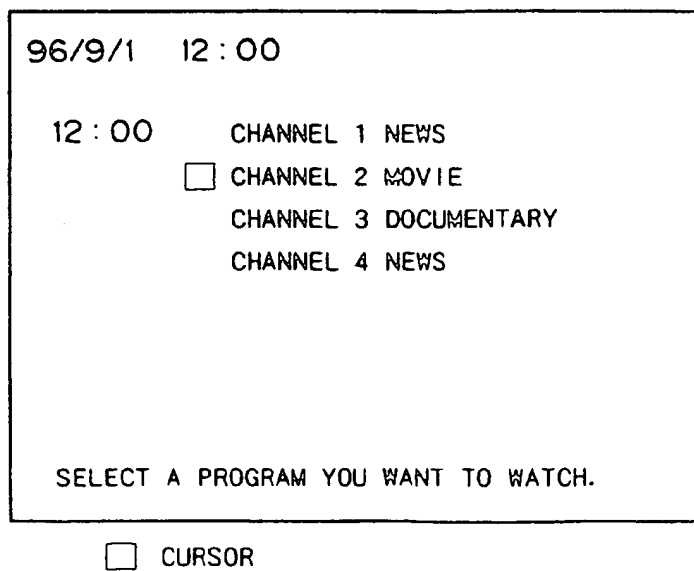 96/9/1 12:00
12:00 CHANNEL 1 NEWS
CHANNEL 2 MOVIE
CHANNEL 3 DOCUMENTARY
CHANNEL 4 NEWS
SELECT A PROGRAM YOU WANT TO WATCH.
CURSOR